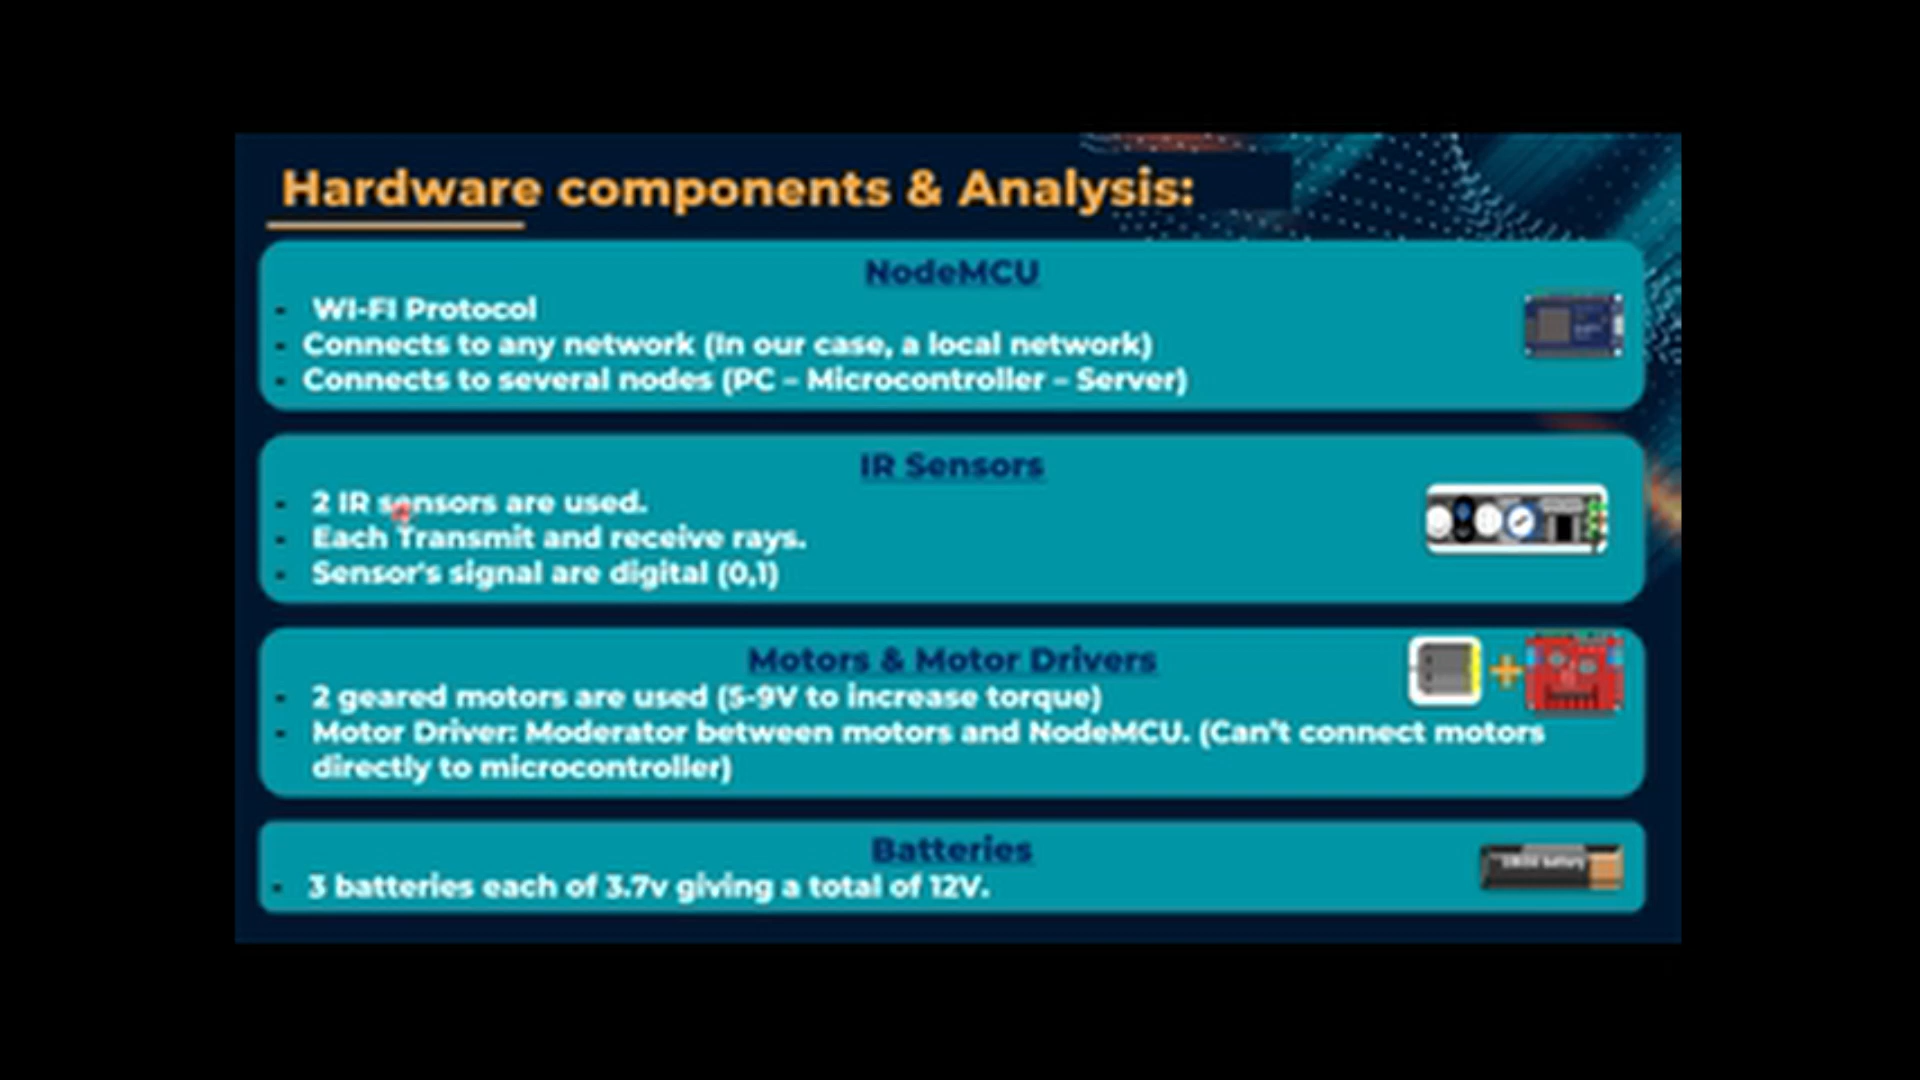 Hardware components & Analysis:
NodeMCU
- WI-FI Protocol
- Connects to any network (In our case, a local network)
- Connects to several nodes (PC – Microcontroller – Server)
IR Sensors
- 2 IR sensors are used.
- Each Transmit and receive rays.
- Sensor's signal are digital (0,1)
Motors & Motor Drivers
- 2 geared motors are used (5-9V to increase torque)
- Motor Driver: Moderator between motors and NodeMCU. (Can't connect motors
directly to microcontroller)
Batteries
- 3 batteries each of 3.7v giving a total of 12V.